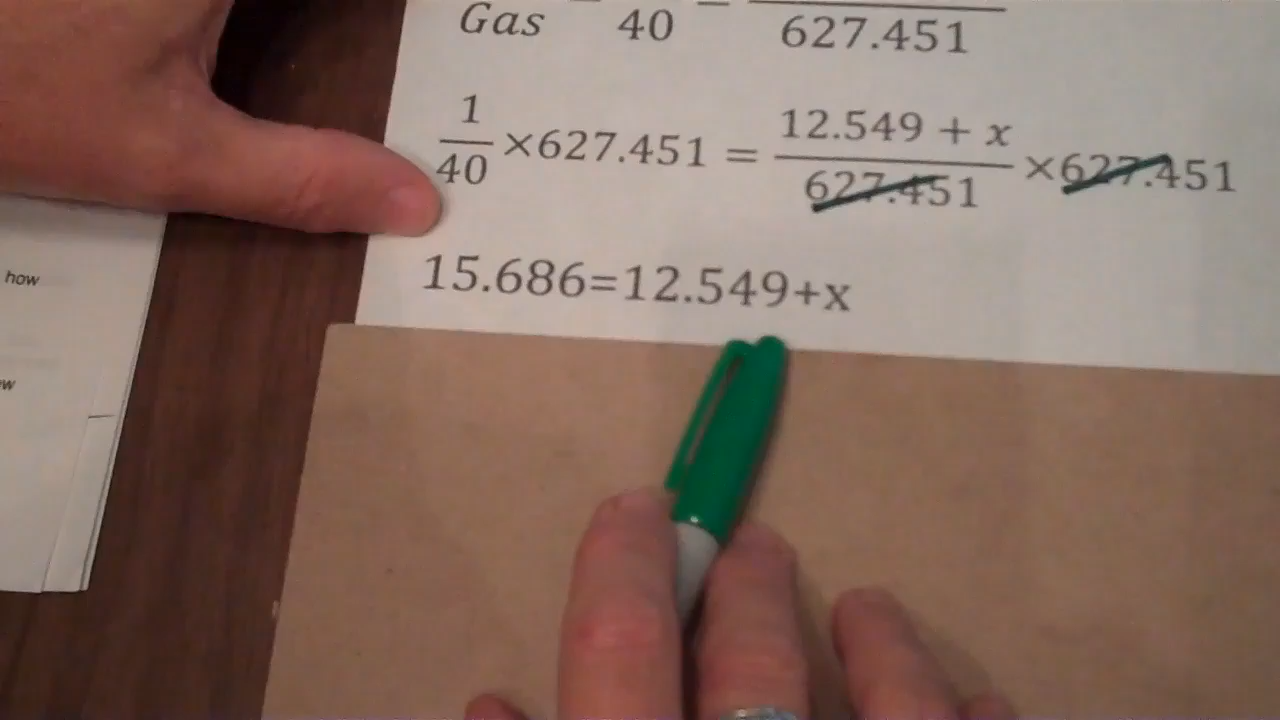 Gas 40 = 627.451
1/40 ×627.451 = 12.549 + x/627.451 ×627.451
15.686=12.549+x
how
w